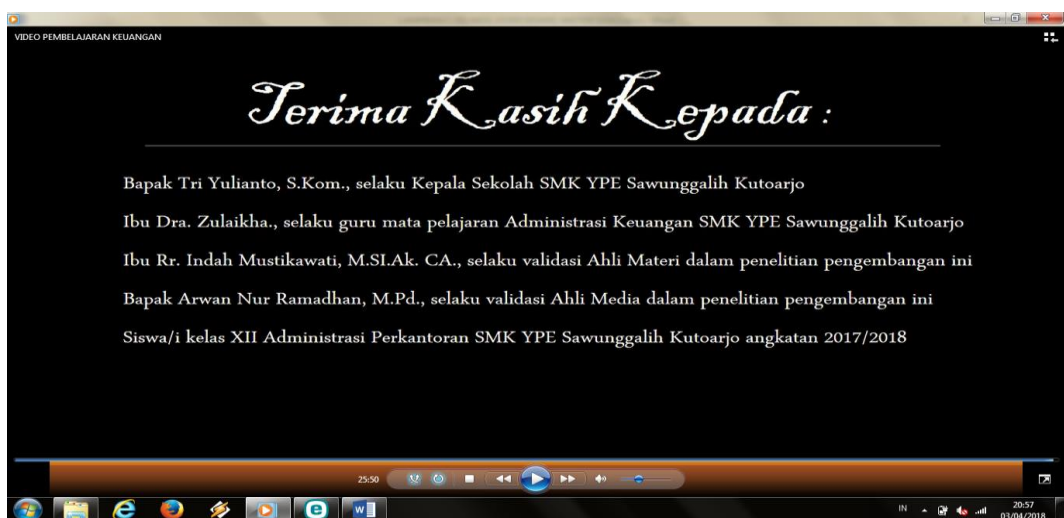 VIDEO PEMBELAJARAN KEUANGAN
Terima Kasih Kepada :
Bapak Tri Yulianto, S.Kom., selaku Kepala Sekolah SMK YPE Sawunggalih Kutoarjo
Ibu Dra. Zulaikha., selaku guru mata pelajaran Administrasi Keuangan SMK YPE Sawunggalih Kutoarjo
Ibu Rr. Indah Mustikawati, M.SI.Ak. CA., selaku validasi Ahli Materi dalam penelitian pengembangan ini
Bapak Arwan Nur Ramadhan, M.Pd., selaku validasi Ahli Media dalam penelitian pengembangan ini
Siswa/i kelas XII Administrasi Perkantoran SMK YPE Sawunggalih Kutoarjo angkatan 2017/2018
25:50
IN
20:57
03/04/2018